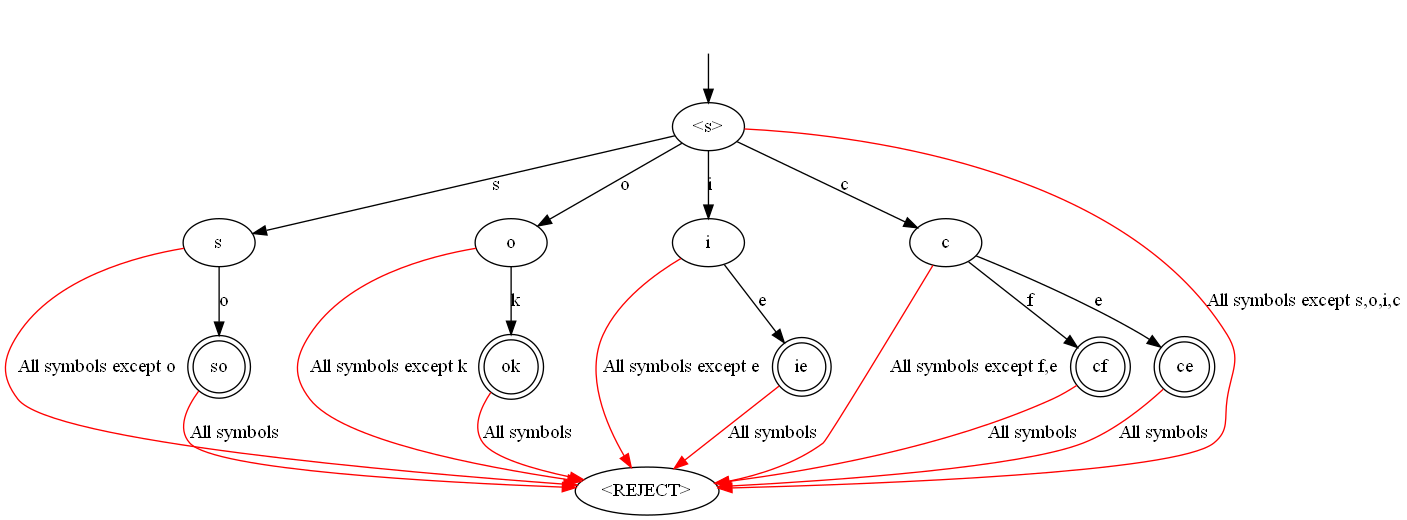 <s>
s
o
i
c
s
o
i
c
o
k
e
f
e
All symbols except s,o,i,c
All symbols except o
so
All symbols except k
ok
All symbols except e
ie
All symbols except f,e
cf
ce
All symbols
All symbols
All symbols
All symbols
All symbols
<REJECT>